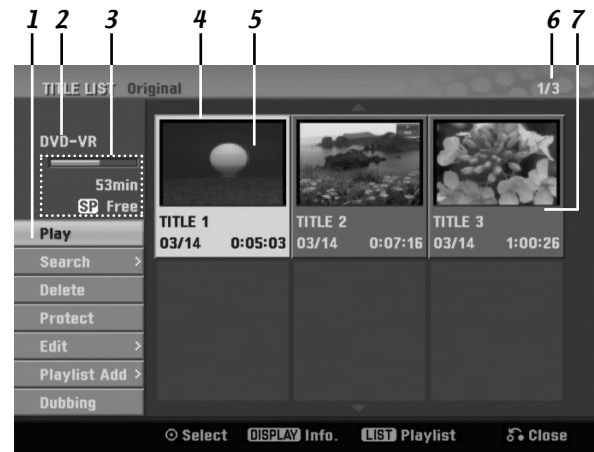 1 2 3 4 5 6 7
TITLE LIST Original 1/3
DVD-VR
53min
SP Free
Play
Search >
Delete
Protect
Edit >
Playlist Add >
Dubbing
TITLE 1
03/14 0:05:03
TITLE 2
03/14 0:07:16
TITLE 3
03/14 1:00:26
Select DISPLAY Info. LIST Playlist Close